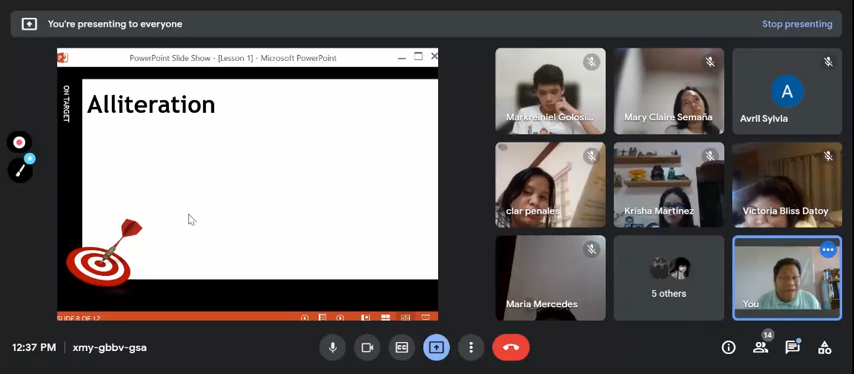 You're presenting to everyone
Stop presenting
PowerPoint Slide Show - [Lesson 1] - Microsoft PowerPoint
ON TARGET
Alliteration
SLIDE 8 OF 12
Markreihiel Golosi...
Mary Claire Semaña
A
Avril Sylvia
clar penales
Krisha Martinez
Victoria Bliss Datoy
Maria Mercedes
5 others
You
12:37 PM
xmy-gbbv-gsa
14